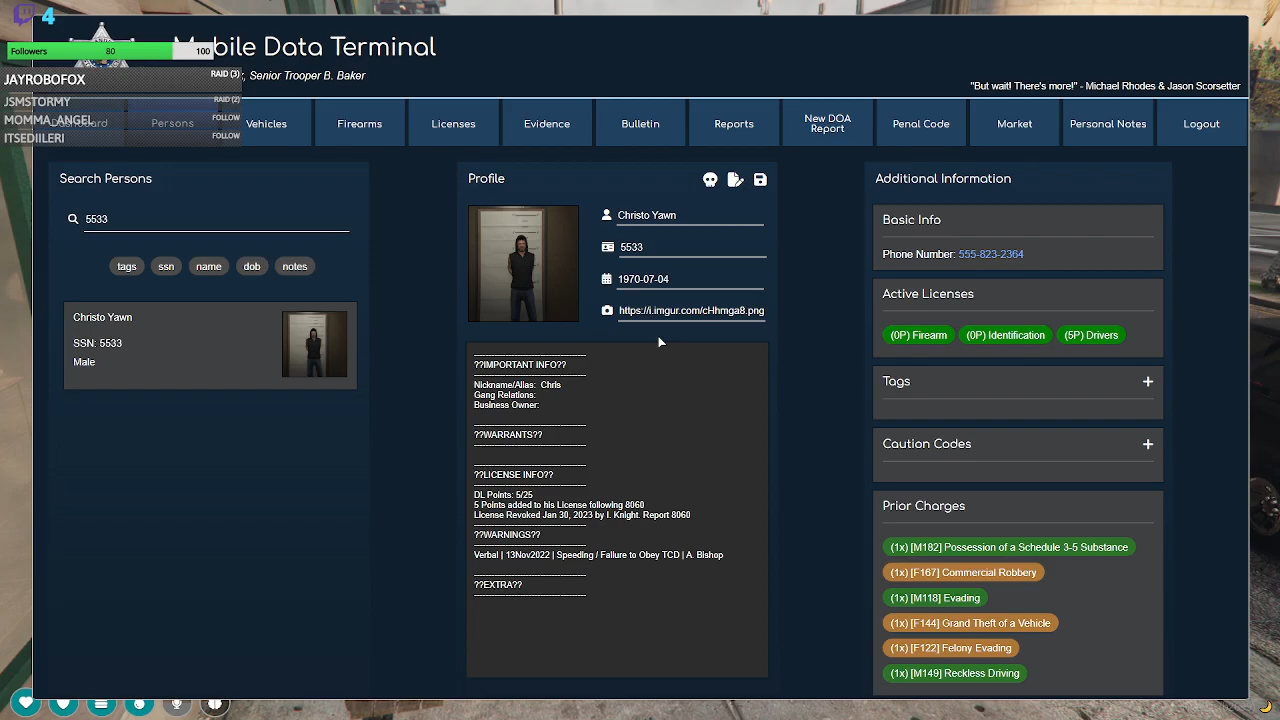 4
Mobile Data Terminal
Followers 80 100
, Senior Trooper B. Baker
JAYROBOFOX RAID (3)
"But wait! There's more!" - Michael Rhodes & Jason Scorsetter
JSMSTORMY RAID (2)
MOMMA_ANGEL FOLLOW
ITSEDIILERI FOLLOW
Dashboard
Persons
Vehicles
Firearms
Licenses
Evidence
Bulletin
Reports
New DOA
Report
Penal Code
Market
Personal Notes
Logout
Search Persons
5533
tags ssn name dob notes
Christo Yawn
SSN: 5533
Male
Profile
Christo Yawn
5533
1970-07-04
https://i.imgur.com/cHhmga8.png
??IMPORTANT INFO??
Nickname/Alias: Chris
Gang Relations:
Business Owner:
??WARRANTS??
??LICENSE INFO??
DL Points: 5/25
5 Points added to his License following 8060
License Revoked Jan 30, 2023 by I. Knight. Report 8060
??WARNINGS??
Verbal | 13Nov2022 | Speeding / Failure to Obey TCD | A. Bishop
??EXTRA??
Additional Information
Basic Info
Phone Number: 555-823-2364
Active Licenses
(0P) Firearm (0P) Identification (5P) Drivers
Tags +
Caution Codes +
Prior Charges
(1x) [M182] Possession of a Schedule 3-5 Substance
(1x) [F167] Commercial Robbery
(1x) [M118] Evading
(1x) [F144] Grand Theft of a Vehicle
(1x) [F122] Felony Evading
(1x) [M149] Reckless Driving